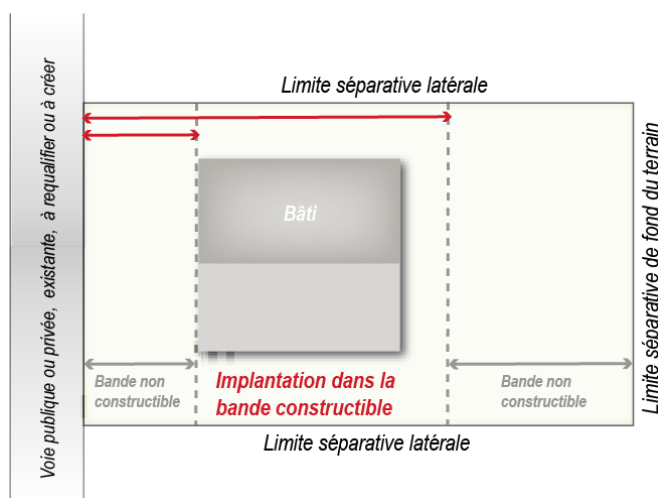 Voie publique ou privée, existante, à requalifier ou à créer
Limite séparative latérale
Bâti
Limite séparative de fond du terrain
Bande non
constructible
Implantation dans la
bande constructible
Bande non
constructible
Limite séparative latérale